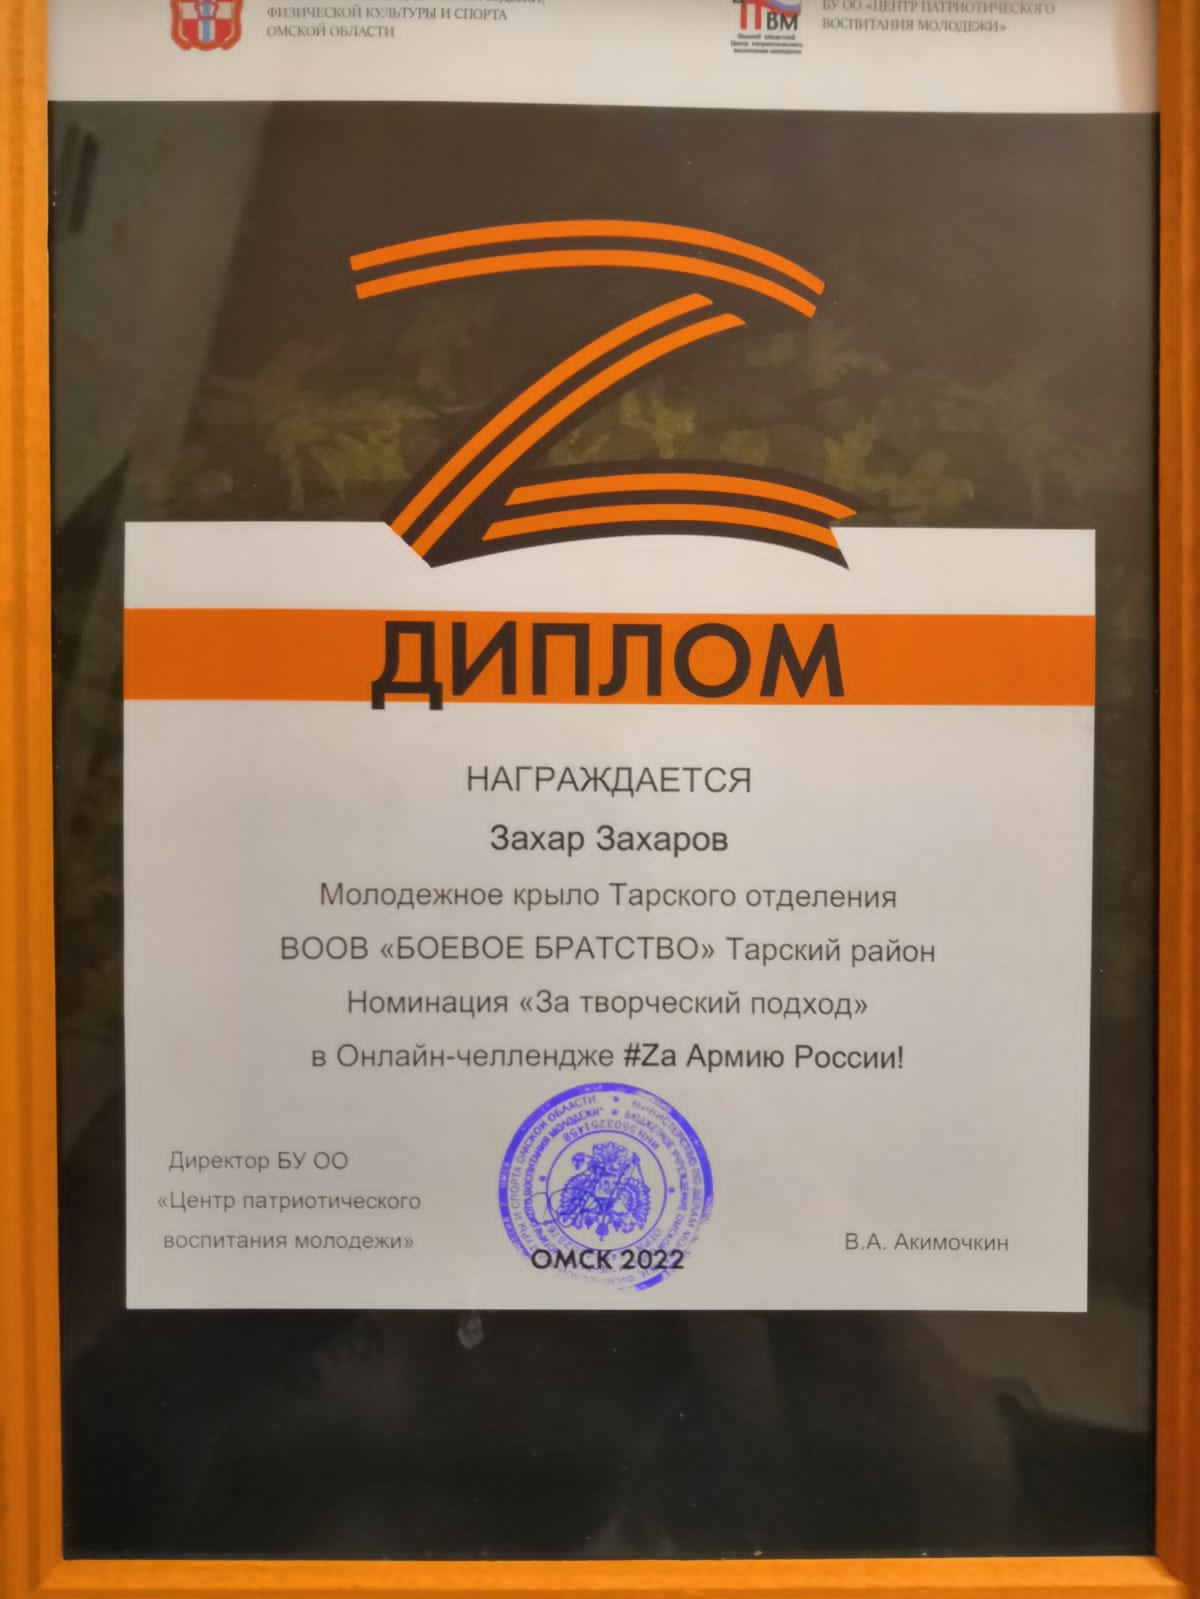 ФИЗИЧЕСКОЙ КУЛЬТУРЫ И СПОРТА
ОМСКОЙ ОБЛАСТИ
ВМ
БУ ОО «ЦЕНТР ПАТРИОТИЧЕСКОГО
ВОСПИТАНИЯ МОЛОДЕЖИ»
Z
ДИПЛОМ
НАГРАЖДАЕТСЯ
Захар Захаров
Молодежное крыло Тарского отделения
ВООВ «БОЕВОЕ БРАТСТВО» Тарский район
Номинация «За творческий подход»
в Онлайн-челлендже #Zа Армию России!
Директор БУ ОО
«Центр патриотического
воспитания молодежи»
ОМСК 2022
В.А. Акимочкин